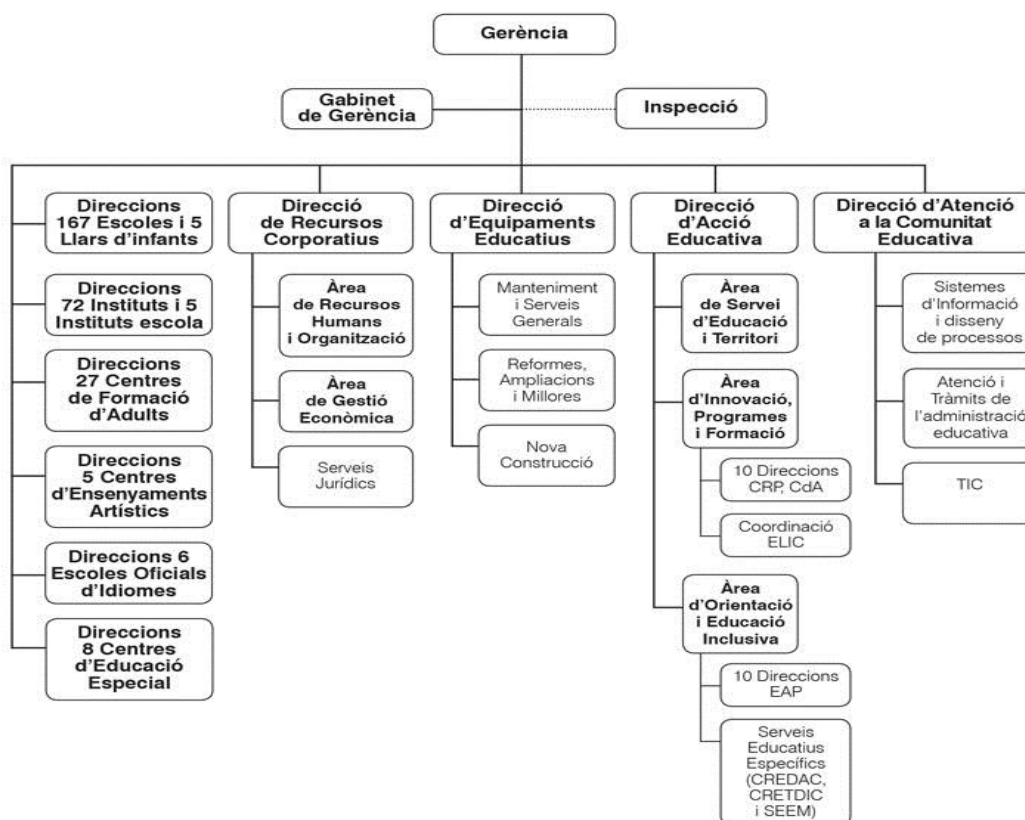 Gerència
Gabinet
de Gerència
Inspecció
Direccions
167 Escoles i 5
Llars d'infants
Direccions
72 Instituts i 5
Instituts escola
Direccions
27 Centres
de Formació
d'Adults
Direccions
5 Centres
d'Ensenyaments
Artístics
Direccions 6
Escoles Oficials
d'Idiomes
Direccions
8 Centres
d'Educació
Especial
Direcció
de Recursos
Corporatius
Àrea
de Recursos
Humans
i Organització
Àrea
de Gestió
Econòmica
Serveis
Jurídics
Direcció
d'Equipaments
Educatius
Manteniment
i Serveis
Generals
Reformes,
Ampliacions
i Millores
Nova
Construcció
Direcció
d'Acció
Educativa
Àrea
de Servei
d'Educació
i Territori
Àrea
d'Innovació,
Programes
i Formació
10 Direccions
CRP, CdA
Coordinació
ELIC
Àrea
d'Orientació
i Educació
Inclusiva
10 Direccions
EAP
Serveis
Educatius
Específics
(CREDAC,
CRETDIC
i SEEM)
Direcció d'Atenció
a la Comunitat
Educativa
Sistemes
d'Informació
i disseny
de processos
Atenció i
Tràmits de
l'administració
educativa
TIC